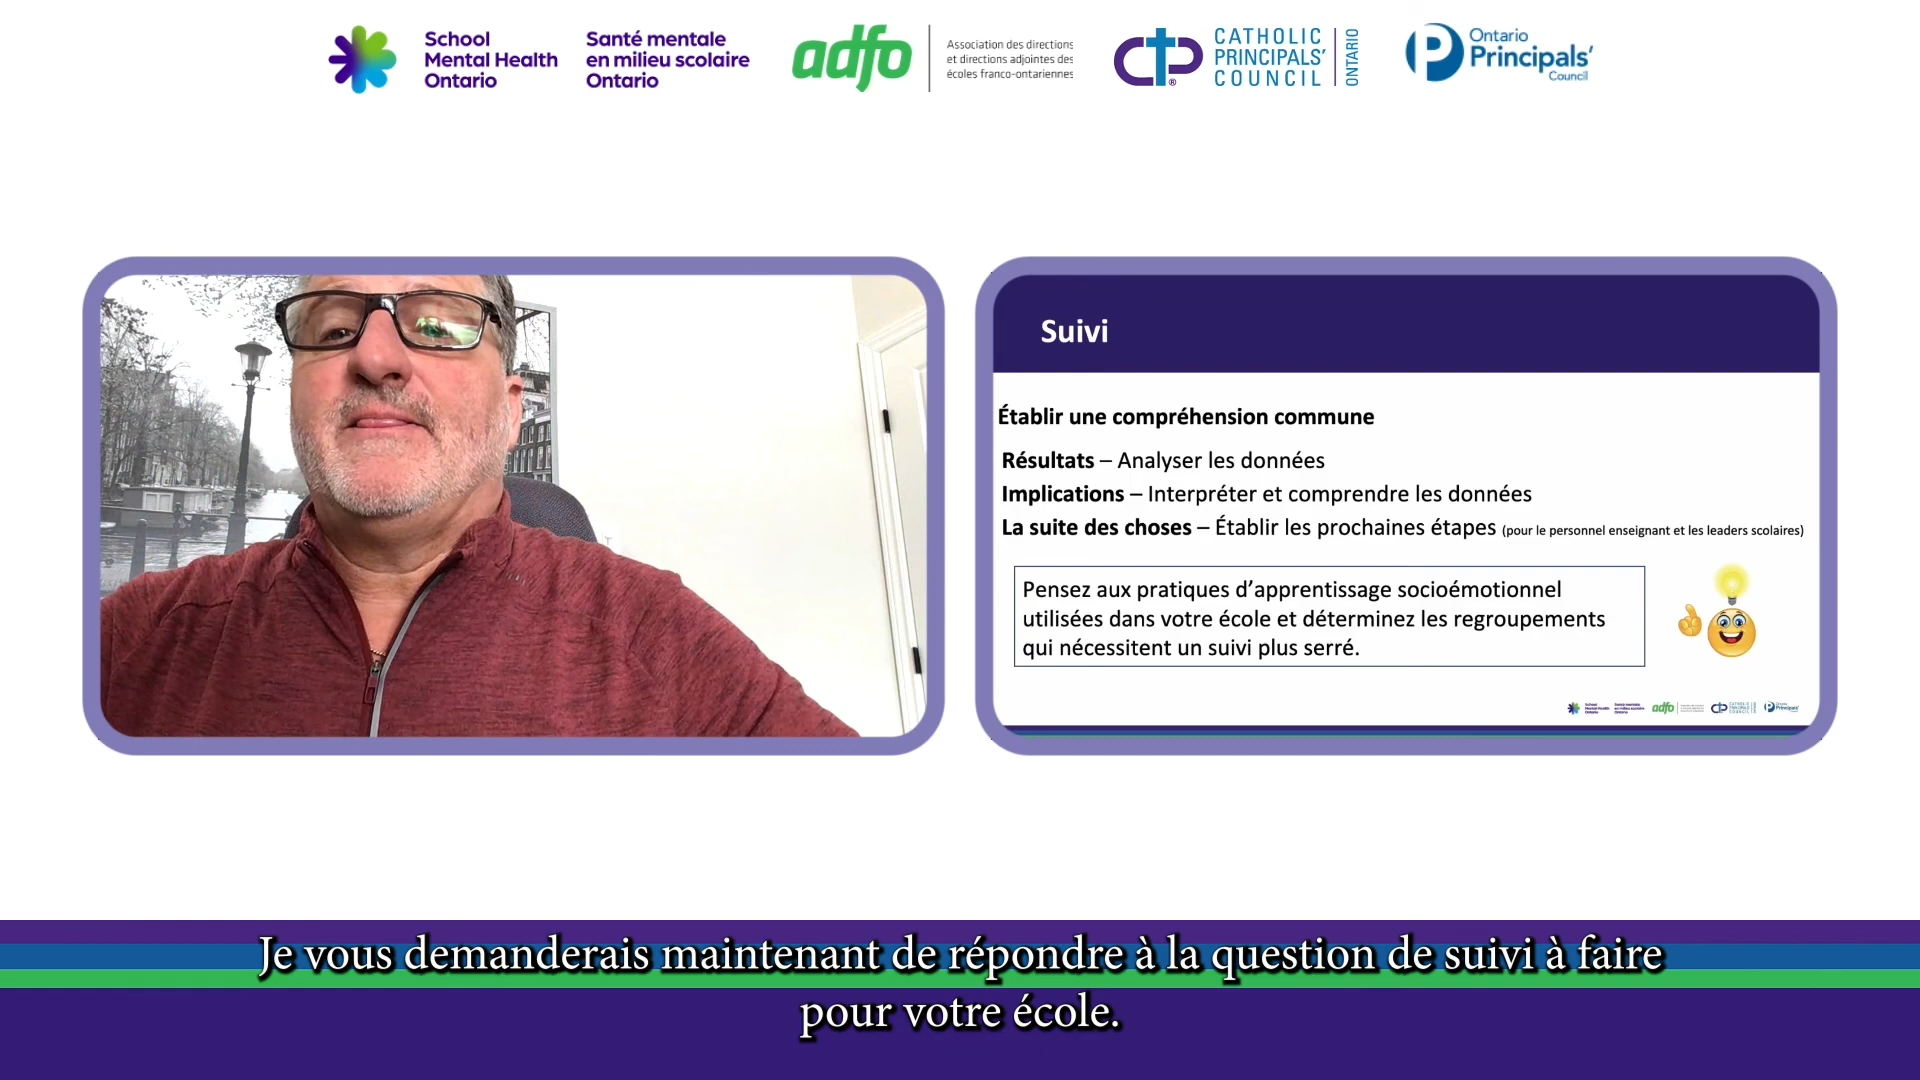 School
Mental Health
Ontario
Santé mentale
en milieu scolaire
Ontario
adfo
Association des directions
et directions adjointes des
écoles franco-ontariennes
CATHOLIC
PRINCIPALS'
COUNCIL
ONTARIO
Ontario
Principals'
Council
Suivi
Établir une compréhension commune
Résultats – Analyser les données
Implications – Interpréter et comprendre les données
La suite des choses – Établir les prochaines étapes (pour le personnel enseignant et les leaders scolaires)
Pensez aux pratiques d’apprentissage socioémotionnel
utilisées dans votre école et déterminez les regroupements
qui nécessitent un suivi plus serré.
adfo
Je vous demanderais maintenant de répondre à la question de suivi à faire
pour votre école.